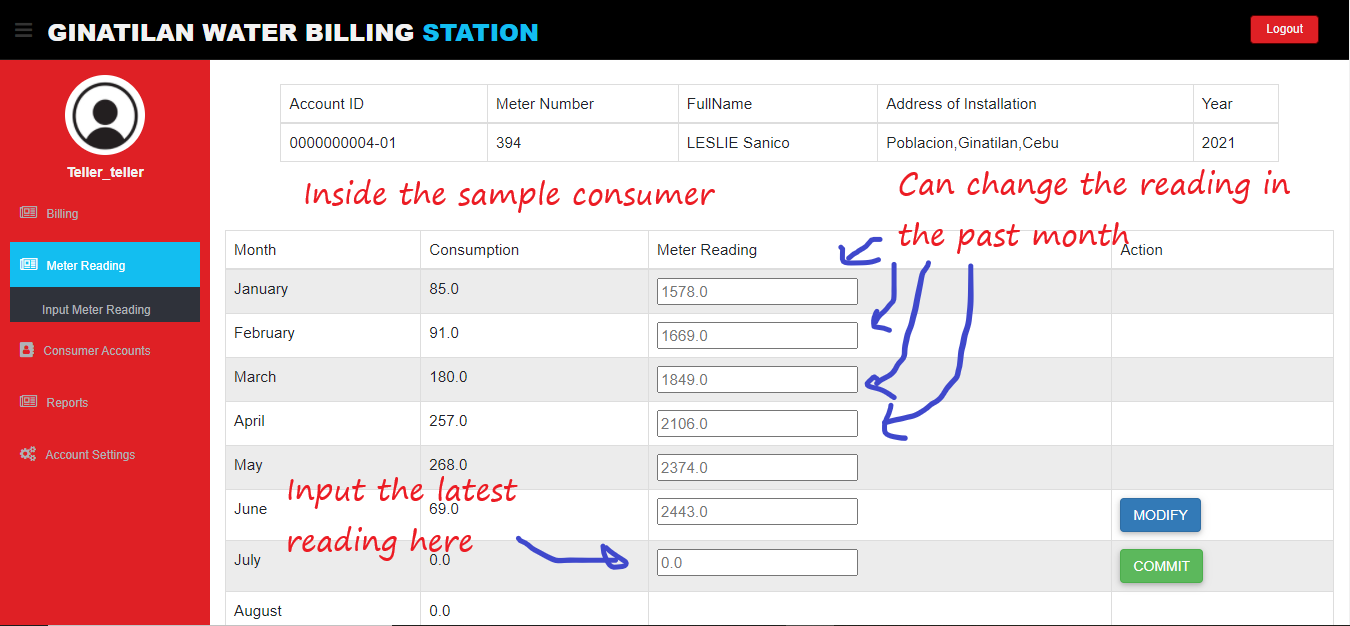 GINATILAN WATER BILLING STATION
Logout
Teller_teller
Billing
Meter Reading
Input Meter Reading
Consumer Accounts
Reports
Account Settings
Account ID Meter Number FullName Address of Installation Year
0000000004-01 394 LESLIE Sanico Poblacion,Ginatilan,Cebu 2021
Inside the sample consumer
Can change the reading in
the past month
Month Consumption Meter Reading Action
January 85.0 1578.0
February 91.0 1669.0
March 180.0 1849.0
April 257.0 2106.0
May 268.0 2374.0
Input the latest
reading here
June 69.0 2443.0 MODIFY
July 0.0 0.0 COMMIT
August 0.0